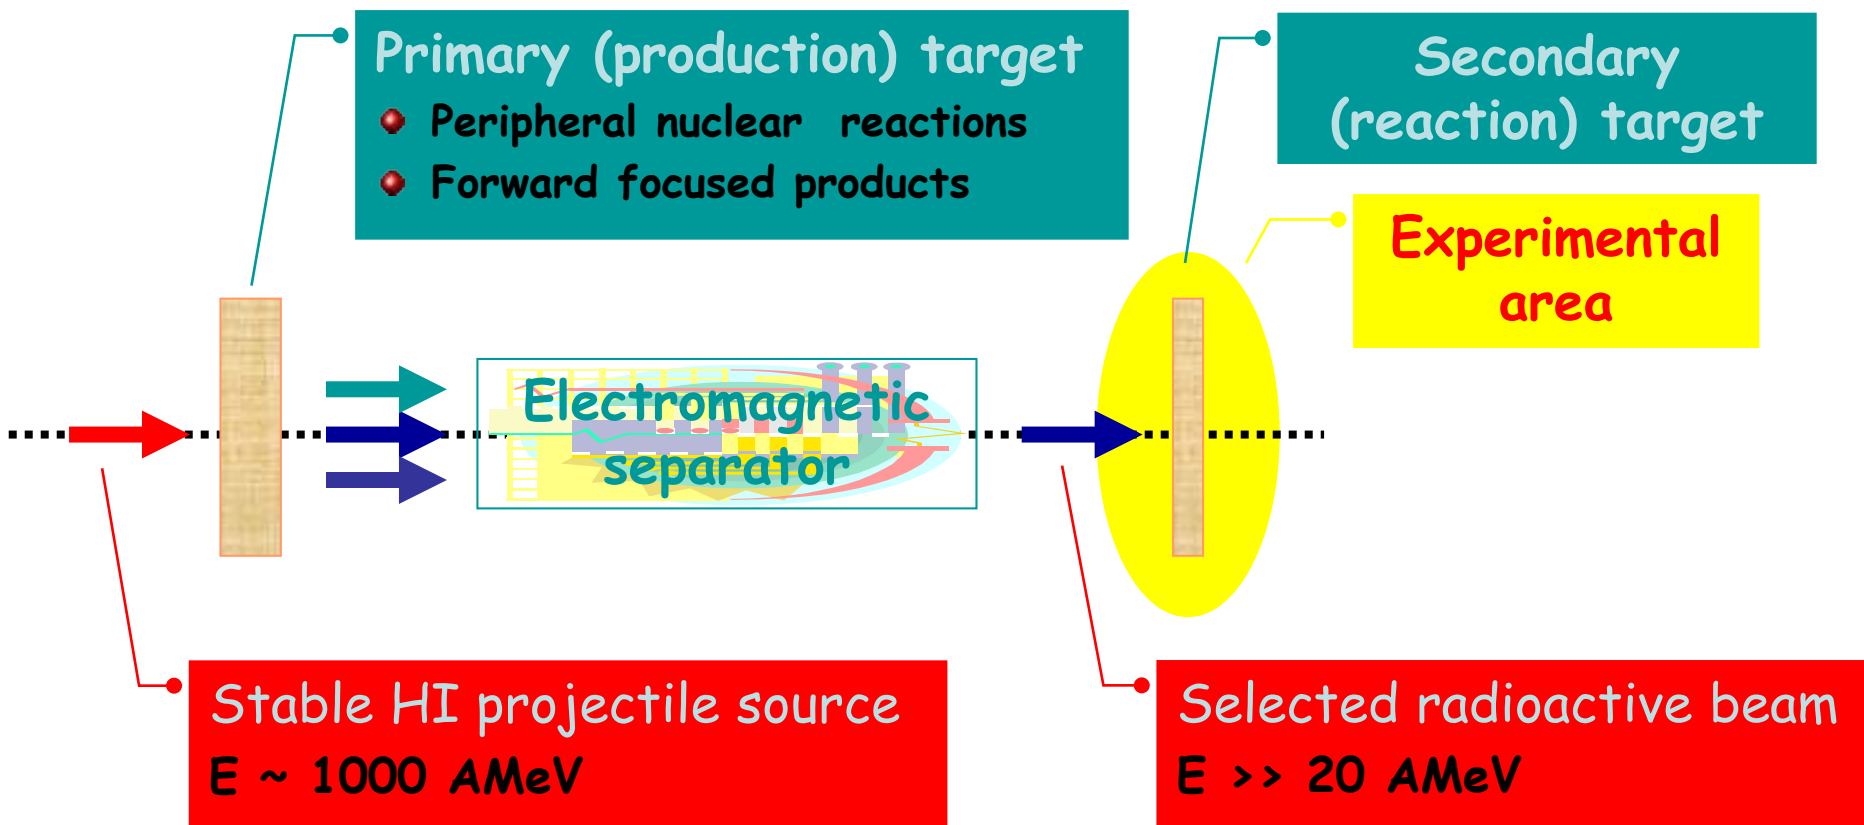 Primary (production) target
Peripheral nuclear reactions
Forward focused products
Secondary
(reaction) target
Experimental
area
Electromagnetic
separator
Stable HI projectile source
E ~ 1000 AMeV
Selected radioactive beam
E >> 20 AMeV